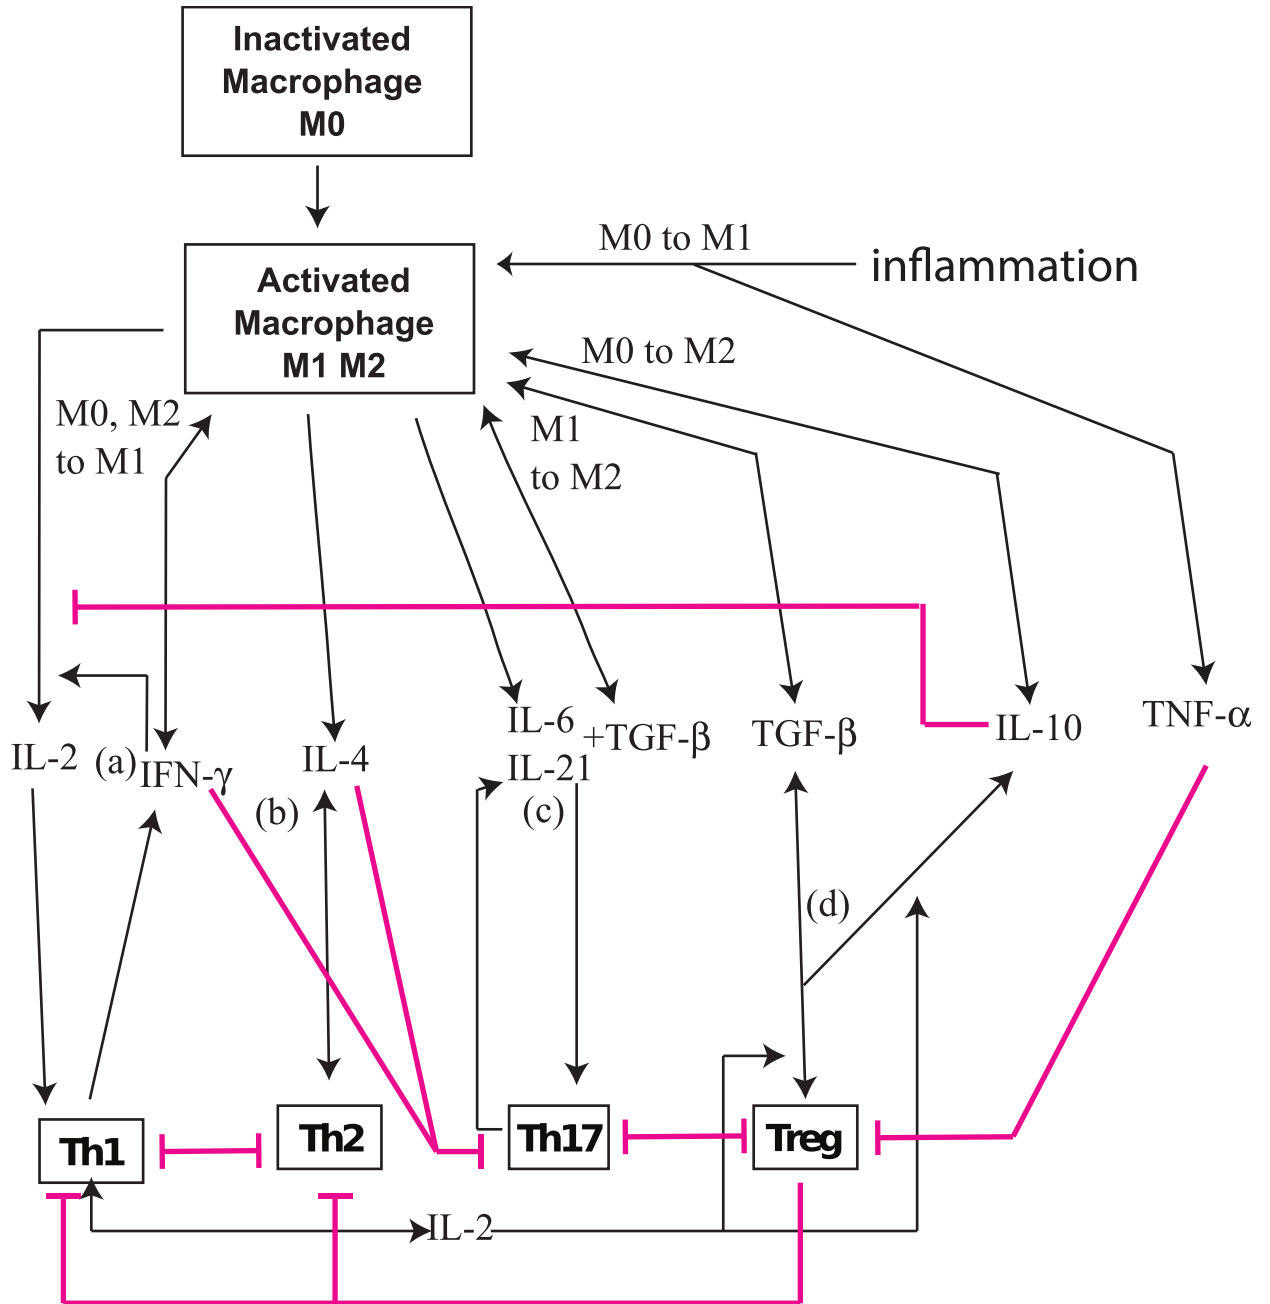 Inactivated
Macrophage
M0
M0 to M1
inflammation
Activated
Macrophage
M1 M2
M0 to M2
M0, M2
to M1
M1
to M2
IL-6
+TGF-β
TGF-β
IL-10
TNF-α
IL-2
(a)
IFN-γ
IL-4
IL-21
(b)
(c)
(d)
Th1
Th2
Th17
Treg
IL-2